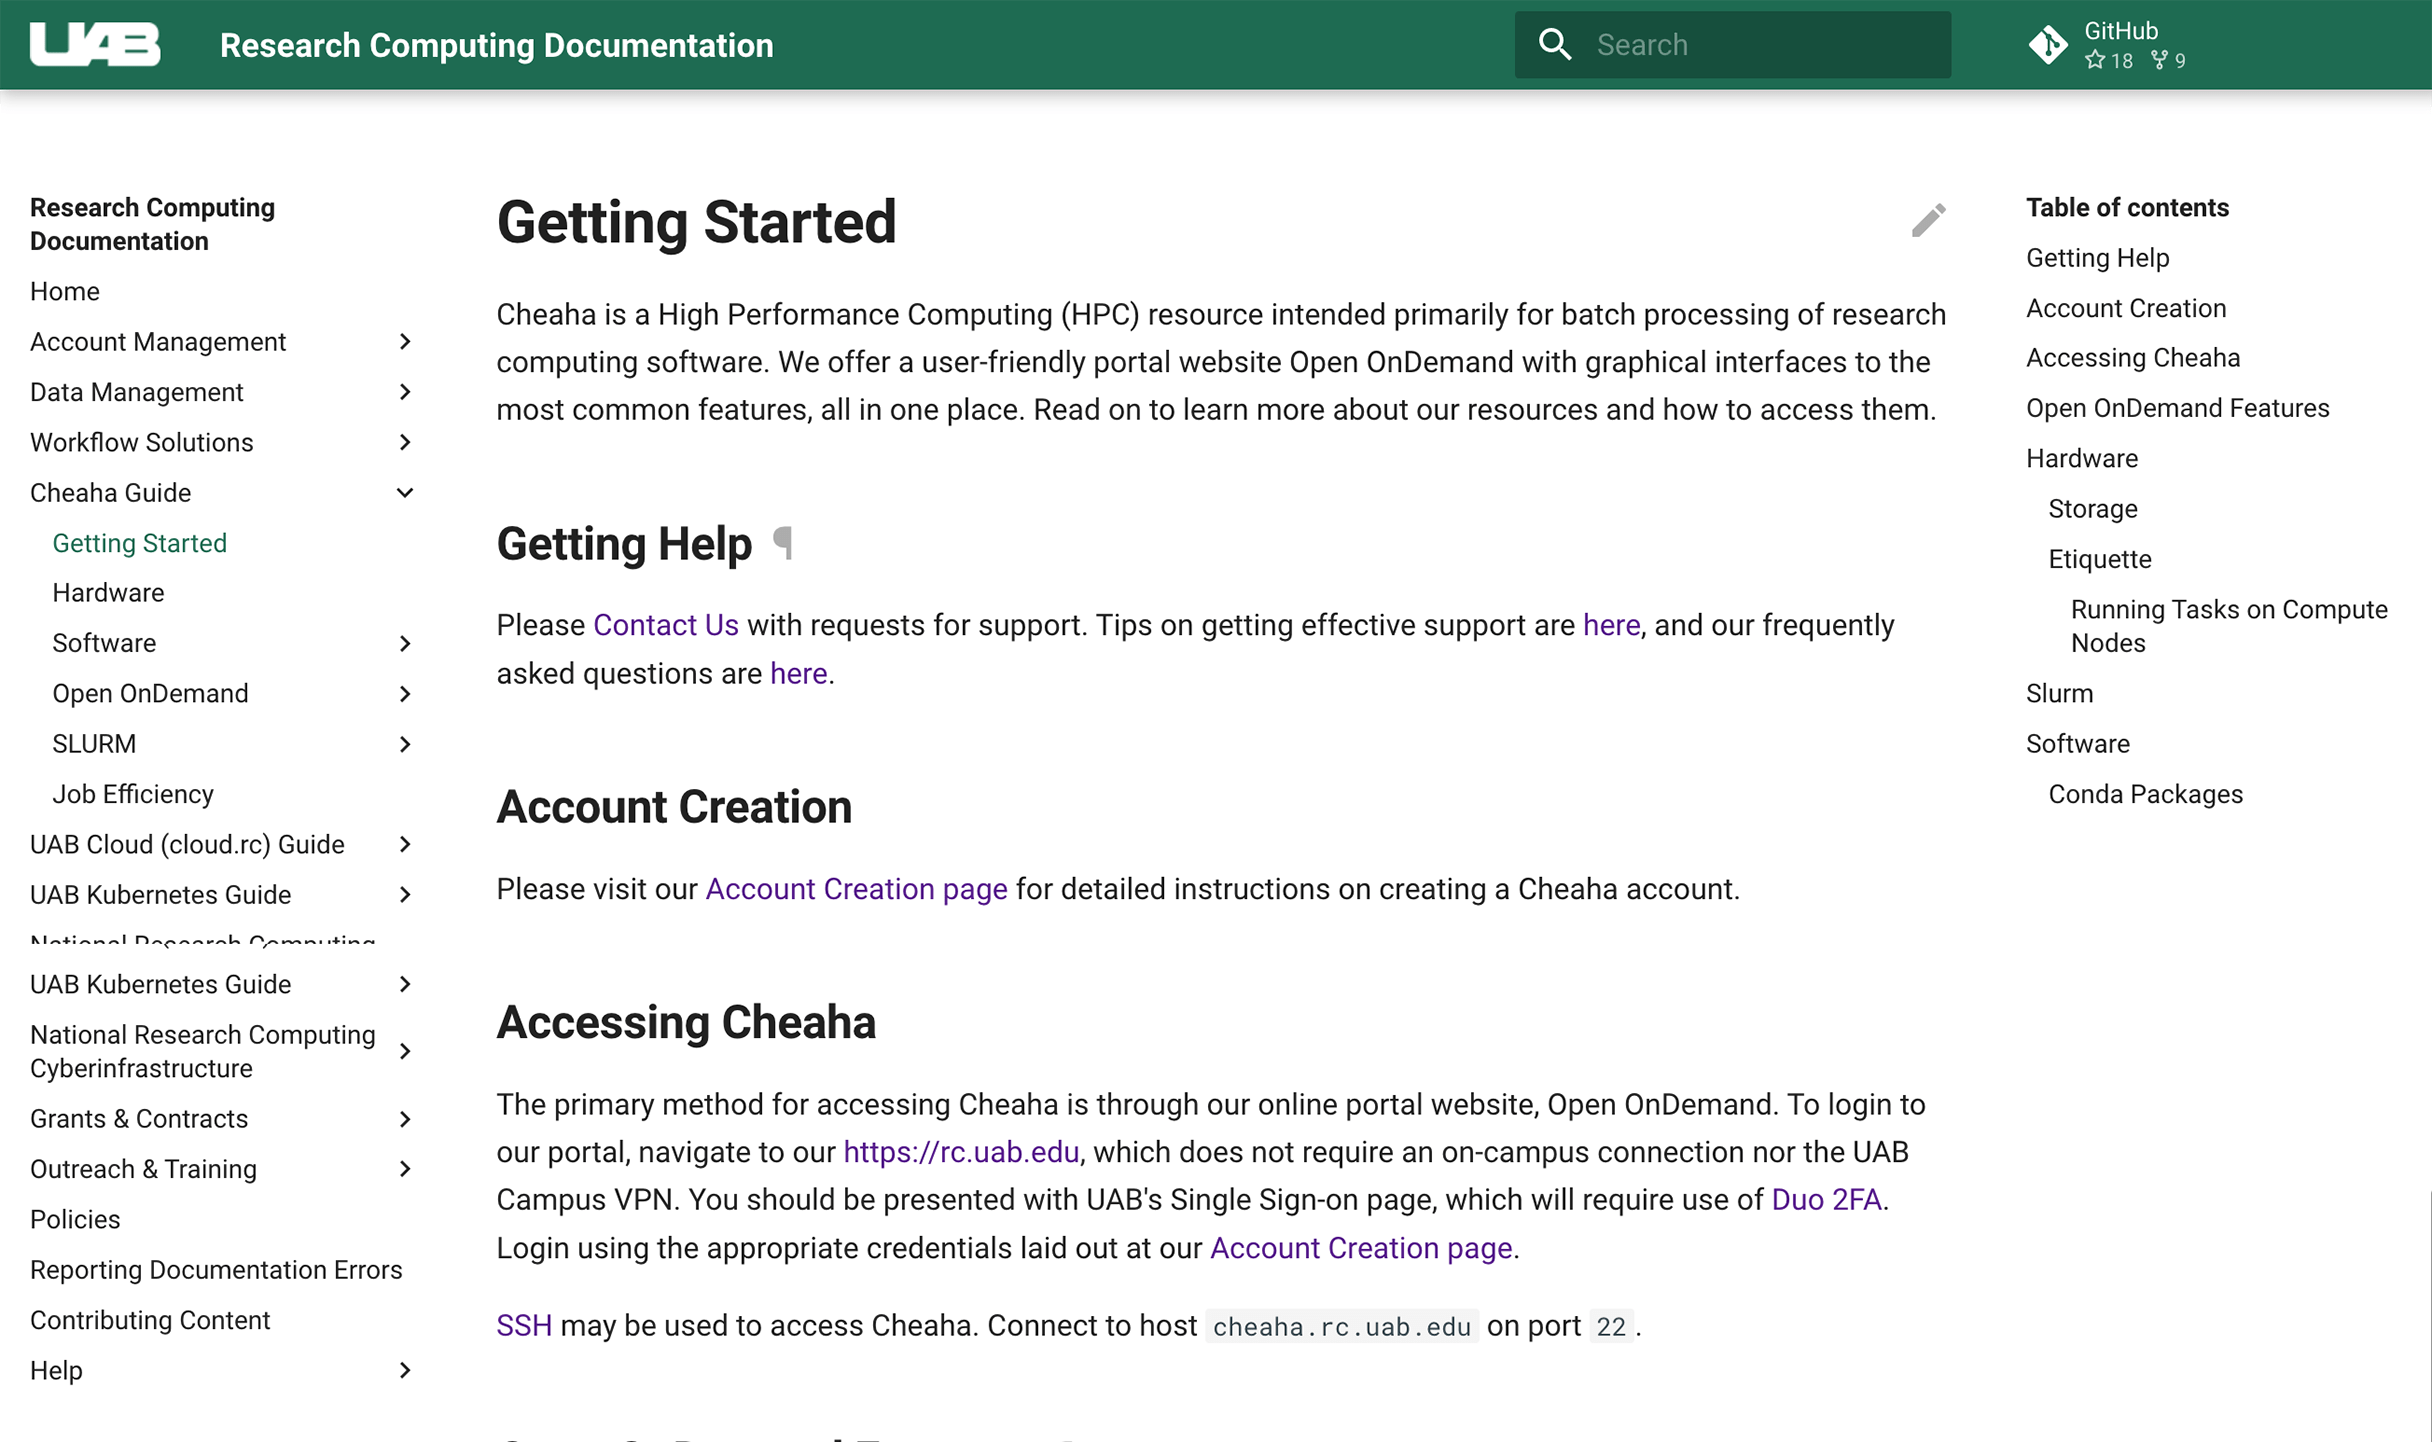 UAB
Research Computing Documentation
Search
GitHub
18 9
Research Computing
Documentation
Home
Account Management
Data Management
Workflow Solutions
Cheaha Guide
Getting Started
Hardware
Software
Open OnDemand
SLURM
Job Efficiency
UAB Cloud (cloud.rc) Guide
UAB Kubernetes Guide
National Research Computing
UAB Kubernetes Guide
National Research Computing
Cyberinfrastructure
Grants & Contracts
Outreach & Training
Policies
Reporting Documentation Errors
Contributing Content
Help
Getting Started
Cheaha is a High Performance Computing (HPC) resource intended primarily for batch processing of research
computing software. We offer a user-friendly portal website Open OnDemand with graphical interfaces to the
most common features, all in one place. Read on to learn more about our resources and how to access them.
Getting Help ¶
Please Contact Us with requests for support. Tips on getting effective support are here, and our frequently
asked questions are here.
Account Creation
Please visit our Account Creation page for detailed instructions on creating a Cheaha account.
Accessing Cheaha
The primary method for accessing Cheaha is through our online portal website, Open OnDemand. To login to
our portal, navigate to our https://rc.uab.edu, which does not require an on-campus connection nor the UAB
Campus VPN. You should be presented with UAB's Single Sign-on page, which will require use of Duo 2FA.
Login using the appropriate credentials laid out at our Account Creation page.
SSH may be used to access Cheaha. Connect to host cheaha.rc.uab.edu on port 22.
Table of contents
Getting Help
Account Creation
Accessing Cheaha
Open OnDemand Features
Hardware
Storage
Etiquette
Running Tasks on Compute
Nodes
Slurm
Software
Conda Packages